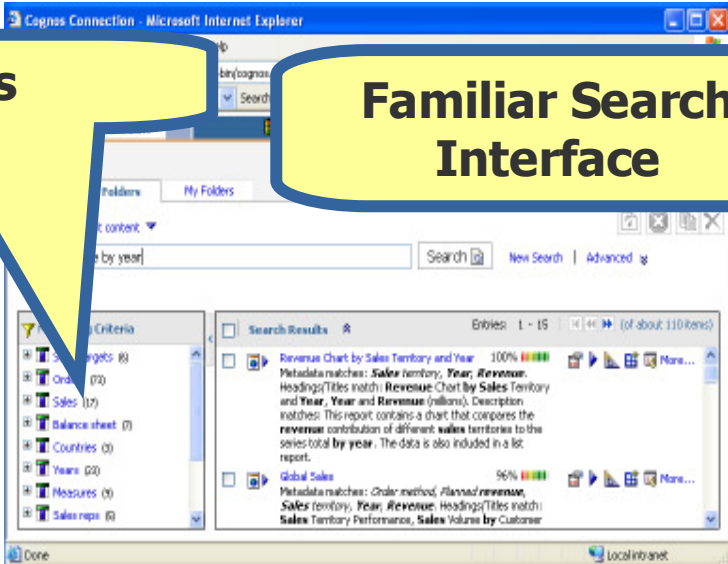 Cognos Connection - Microsoft Internet Explorer
s
Familiar Search
Interface
Search
Folders
My Folders
content
by year
Search
New Search | Advanced
Criteria
Search Results
Entries: 1 - 15
(of about 110 items)
(6)
(70)
Sales (17)
Balance sheet (7)
Countries (3)
Years (20)
Measures (9)
Sales reps (6)
Revenue Chart by Sales Territory and Year 100% More...
Metadata matches: Sales territory, Year, Revenue.
Headings/Titles match: Revenue Chart by Sales Territory
and Year, Year and Revenue (millions). Description
matches: This report contains a chart that compares the
revenue contribution of different sales territories to the
series total by year. The data is also included in a list
report.
Global Sales 96% More...
Metadata matches: Order method, Planned revenue,
Sales territory, Year, Revenue. Headings/Titles match:
Sales Territory Performance, Sales Volume by Customer
Done
Local intranet